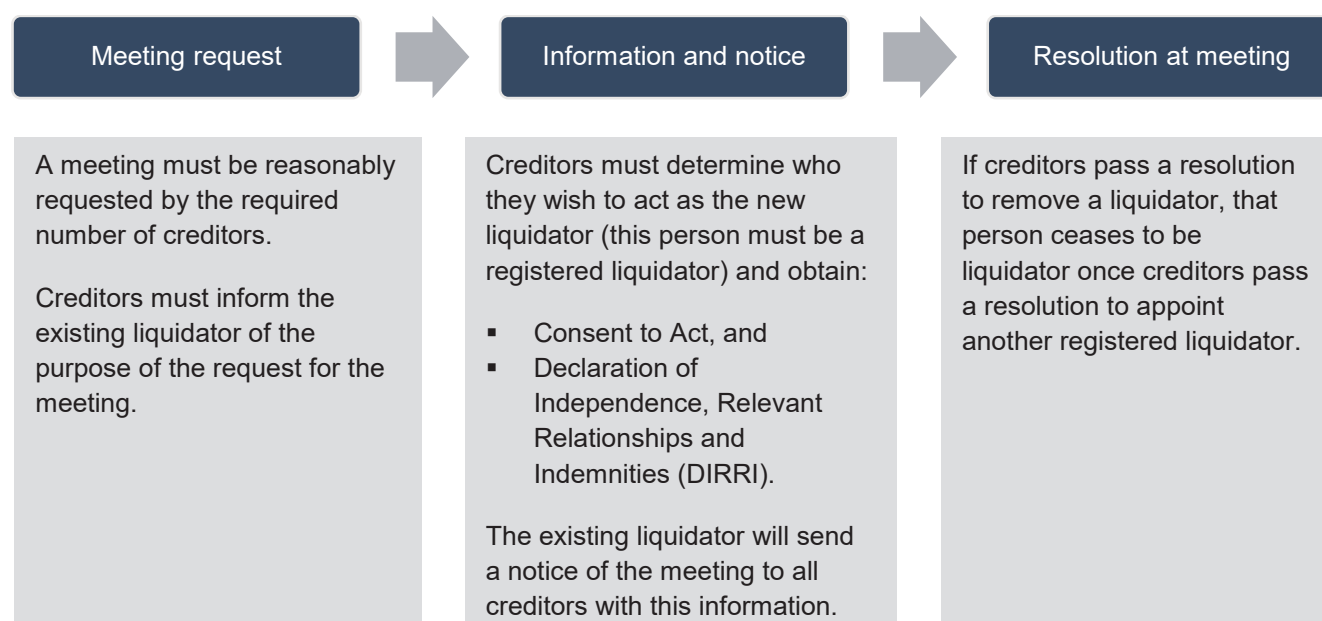 Meeting request
Information and notice
Resolution at meeting
A meeting must be reasonably
requested by the required
number of creditors.
Creditors must inform the
existing liquidator of the
purpose of the request for the
meeting.
Creditors must determine who
they wish to act as the new
liquidator (this person must be a
registered liquidator) and obtain:
▪ Consent to Act, and
▪ Declaration of
Independence, Relevant
Relationships and
Indemnities (DIRRI).
The existing liquidator will send
a notice of the meeting to all
creditors with this information.
If creditors pass a resolution
to remove a liquidator, that
person ceases to be
liquidator once creditors pass
a resolution to appoint
another registered liquidator.